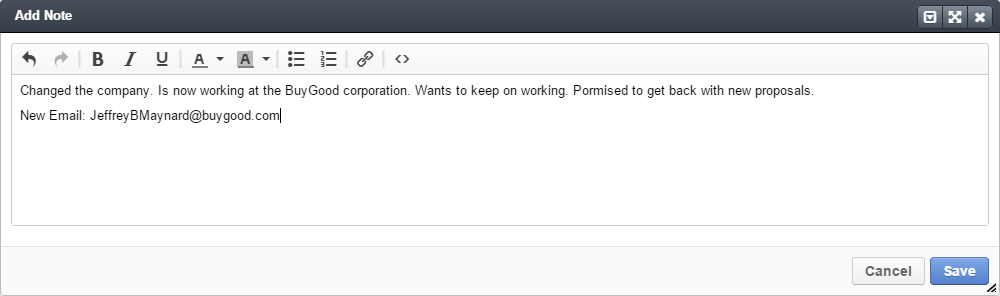 Add Note
B I U A A
Changed the company. Is now working at the BuyGood corporation. Wants to keep on working. Pormised to get back with new proposals.
New Email: JeffreyBMaynard@buygood.com
Cancel Save